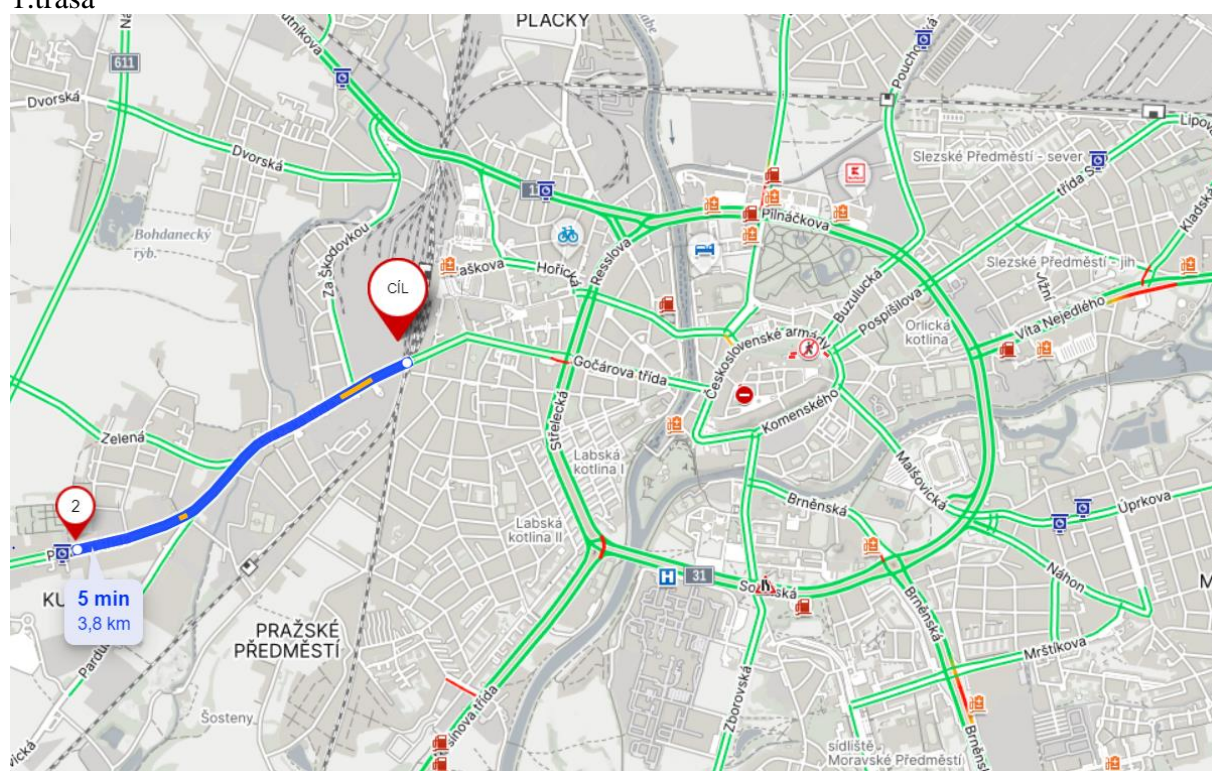 1.trasa
PLÁCKY
611
Dvorská
Dvorská
Bohdanečský
ryb.
Za Škodovkou
CÍL
Hořická
Resslova
Pilnáčkova
Slezské Předměstí - sever
Slezské Předměstí - jih
Kladská
Jižní
Víta Nejedlého
Orlická
kotlina
Buzulucká
Pospíšilova
Československé armády
Komenského
Gočárova třída
Střelecká
Labská
kotlina I
Labská
kotlina II
Malšovická
Brněnská
Úprkova
Zelená
2
5 min
3,8 km
PRAŽSKÉ
PŘEDMĚSTÍ
H
31
Náhon
Brněnská
Mrštíkova
Zborovská
Šosteny
sídliště
Moravské Předměstí